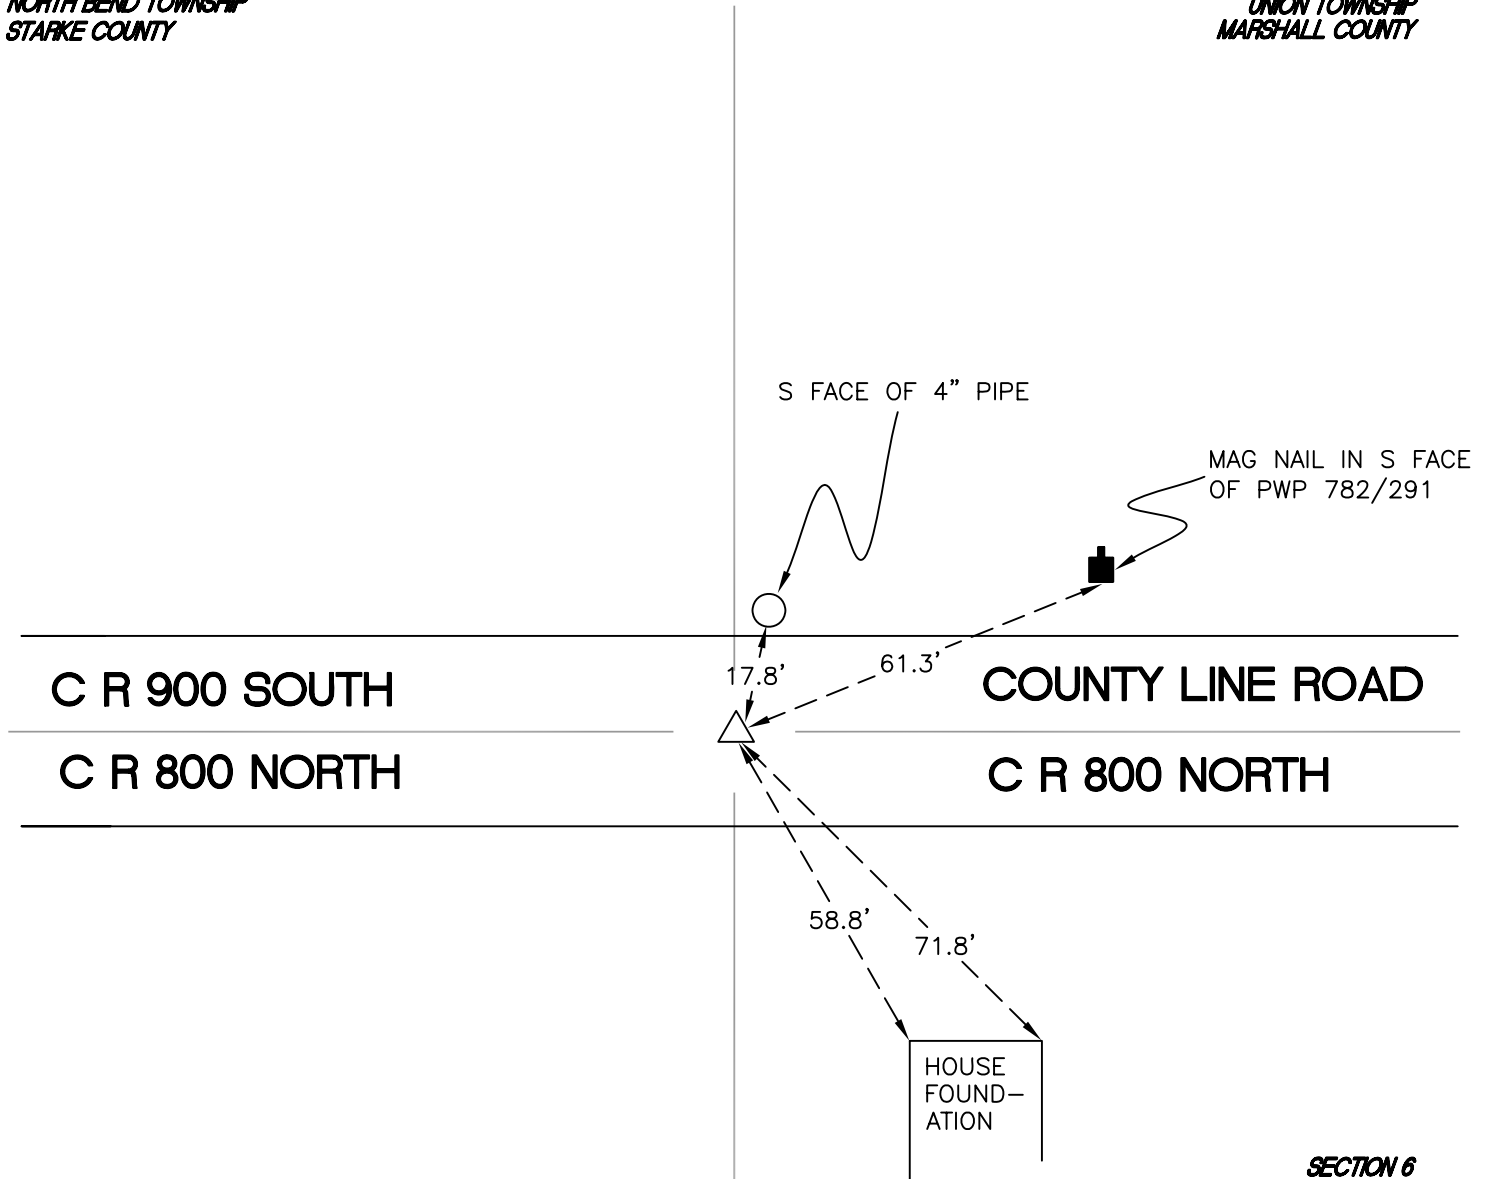 NORTH BEND TOWNSHIP
STARKE COUNTY
UNION TOWNSHIP
MARSHALL COUNTY
S FACE OF 4” PIPE
MAG NAIL IN S FACE
OF PWP 782/291
17.8’
61.3’
C R 900 SOUTH
COUNTY LINE ROAD
C R 800 NORTH
C R 800 NORTH
58.8’
71.8’
HOUSE
FOUND-
ATION
SECTION 6